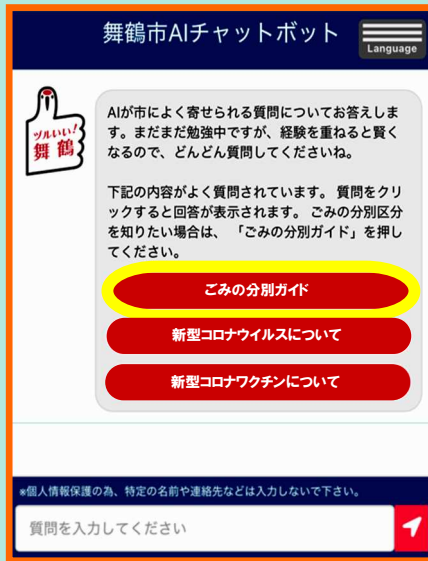 舞鶴市AIチャットボット
Language
ツルいい!
舞鶴
AIが市によく寄せられる質問についてお答えしま
す。まだまだ勉強中ですが、経験を重ねると賢く
なるので、どんどん質問してくださいね。
下記の内容がよく質問されています。 質問をクリ
ックすると回答が表示されます。 ごみの分別区分
を知りたい場合は、 「ごみの分別ガイド」を押し
てください。
ごみの分別ガイド
新型コロナウイルスについて
新型コロナワクチンについて
※個人情報保護の為、特定の名前や連絡先などは入力しないで下さい。
質問を入力してください